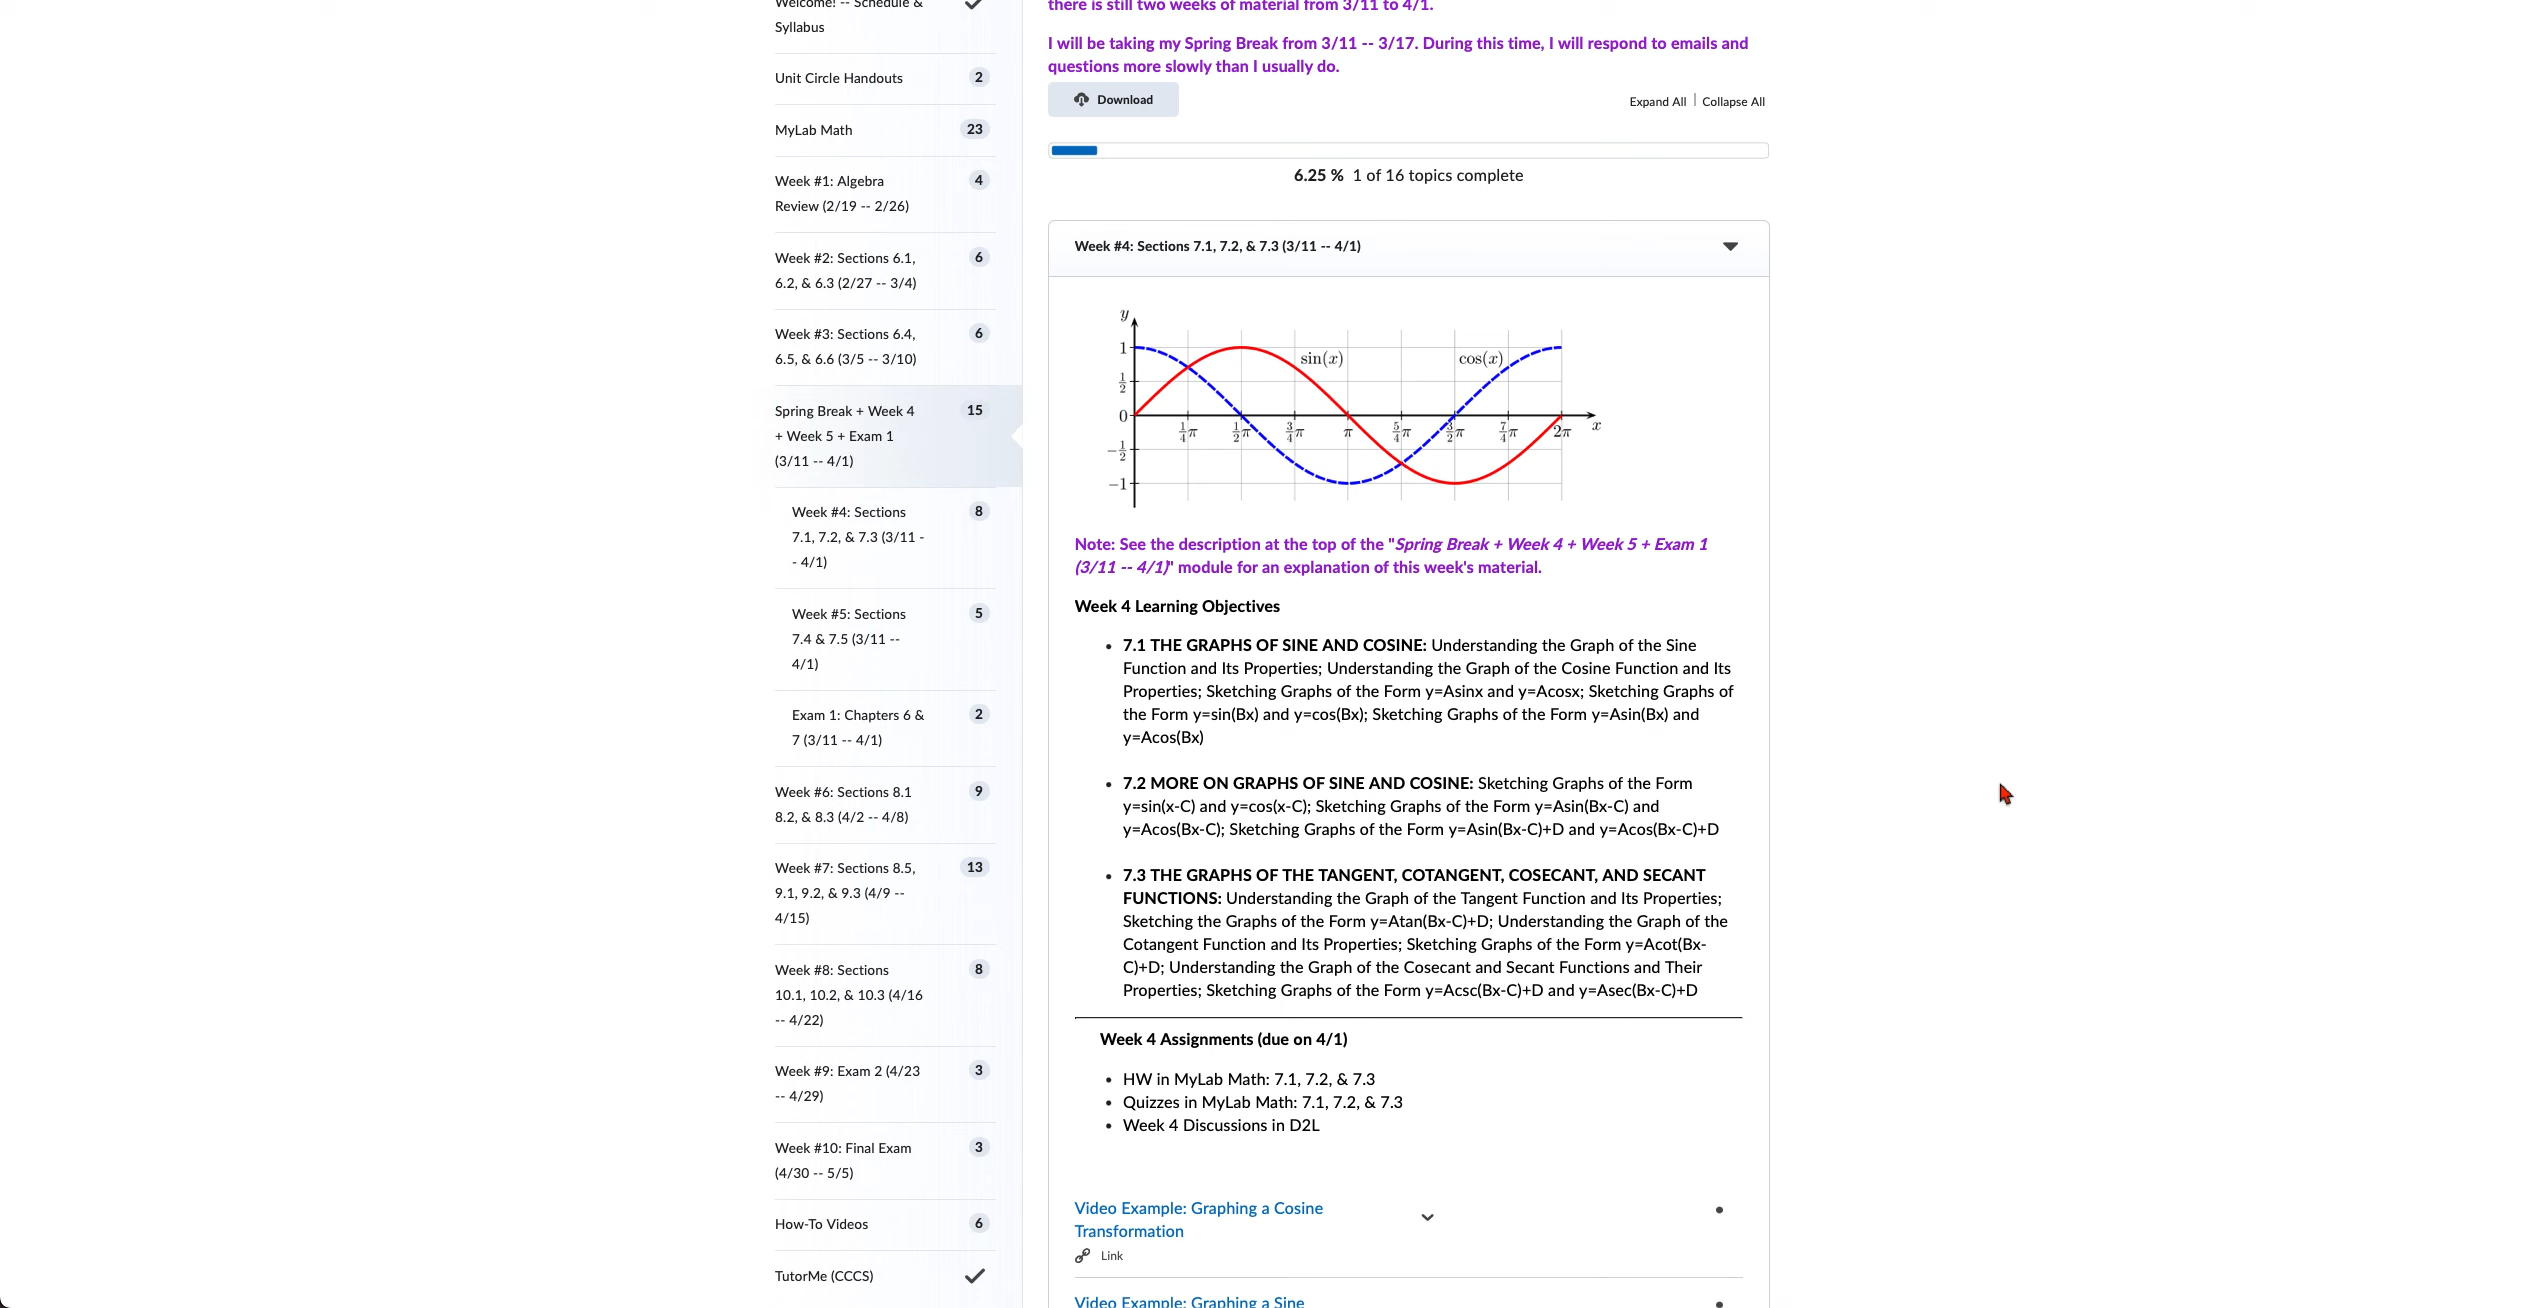 Welcome! -- Schedule &
Syllabus
Unit Circle Handouts 2
MyLab Math 23
Week #1: Algebra 4
Review (2/19 -- 2/26)
Week #2: Sections 6.1, 6
6.2, & 6.3 (2/27 -- 3/4)
Week #3: Sections 6.4, 6
6.5, & 6.6 (3/5 -- 3/10)
Spring Break + Week 4 15
+ Week 5 + Exam 1
(3/11 -- 4/1)
Week #4: Sections 8
7.1, 7.2, & 7.3 (3/11 -
- 4/1)
Week #5: Sections 5
7.4 & 7.5 (3/11 --
4/1)
Exam 1: Chapters 6 & 2
7 (3/11 -- 4/1)
Week #6: Sections 8.1 9
8.2, & 8.3 (4/2 -- 4/8)
Week #7: Sections 8.5, 13
9.1, 9.2, & 9.3 (4/9 --
4/15)
Week #8: Sections 8
10.1, 10.2, & 10.3 (4/16
-- 4/22)
Week #9: Exam 2 (4/23 3
-- 4/29)
Week #10: Final Exam 3
(4/30 -- 5/5)
How-To Videos 6
TutorMe (CCCS)
there is still two weeks of material from 3/11 to 4/1.
I will be taking my Spring Break from 3/11 -- 3/17. During this time, I will respond to emails and
questions more slowly than I usually do.
Download
Expand All | Collapse All
6.25 % 1 of 16 topics complete
Week #4: Sections 7.1, 7.2, & 7.3 (3/11 -- 4/1)
y
1
sin(x) cos(x)
1/2
0
1/4 π 1/2 π 3/4 π π 5/4 π 3/2 π 7/4 π 2π x
−1/2
−1
Note: See the description at the top of the "Spring Break + Week 4 + Week 5 + Exam 1
(3/11 -- 4/1)" module for an explanation of this week's material.
Week 4 Learning Objectives
• 7.1 THE GRAPHS OF SINE AND COSINE: Understanding the Graph of the Sine
Function and Its Properties; Understanding the Graph of the Cosine Function and Its
Properties; Sketching Graphs of the Form y=Asinx and y=Acosx; Sketching Graphs of
the Form y=sin(Bx) and y=cos(Bx); Sketching Graphs of the Form y=Asin(Bx) and
y=Acos(Bx)
• 7.2 MORE ON GRAPHS OF SINE AND COSINE: Sketching Graphs of the Form
y=sin(x-C) and y=cos(x-C); Sketching Graphs of the Form y=Asin(Bx-C) and
y=Acos(Bx-C); Sketching Graphs of the Form y=Asin(Bx-C)+D and y=Acos(Bx-C)+D
• 7.3 THE GRAPHS OF THE TANGENT, COTANGENT, COSECANT, AND SECANT
FUNCTIONS: Understanding the Graph of the Tangent Function and Its Properties;
Sketching the Graphs of the Form y=Atan(Bx-C)+D; Understanding the Graph of the
Cotangent Function and Its Properties; Sketching Graphs of the Form y=Acot(Bx-
C)+D; Understanding the Graph of the Cosecant and Secant Functions and Their
Properties; Sketching Graphs of the Form y=Acsc(Bx-C)+D and y=Asec(Bx-C)+D
Week 4 Assignments (due on 4/1)
• HW in MyLab Math: 7.1, 7.2, & 7.3
• Quizzes in MyLab Math: 7.1, 7.2, & 7.3
• Week 4 Discussions in D2L
Video Example: Graphing a Cosine
Transformation
Link
Video Example: Graphing a Sine